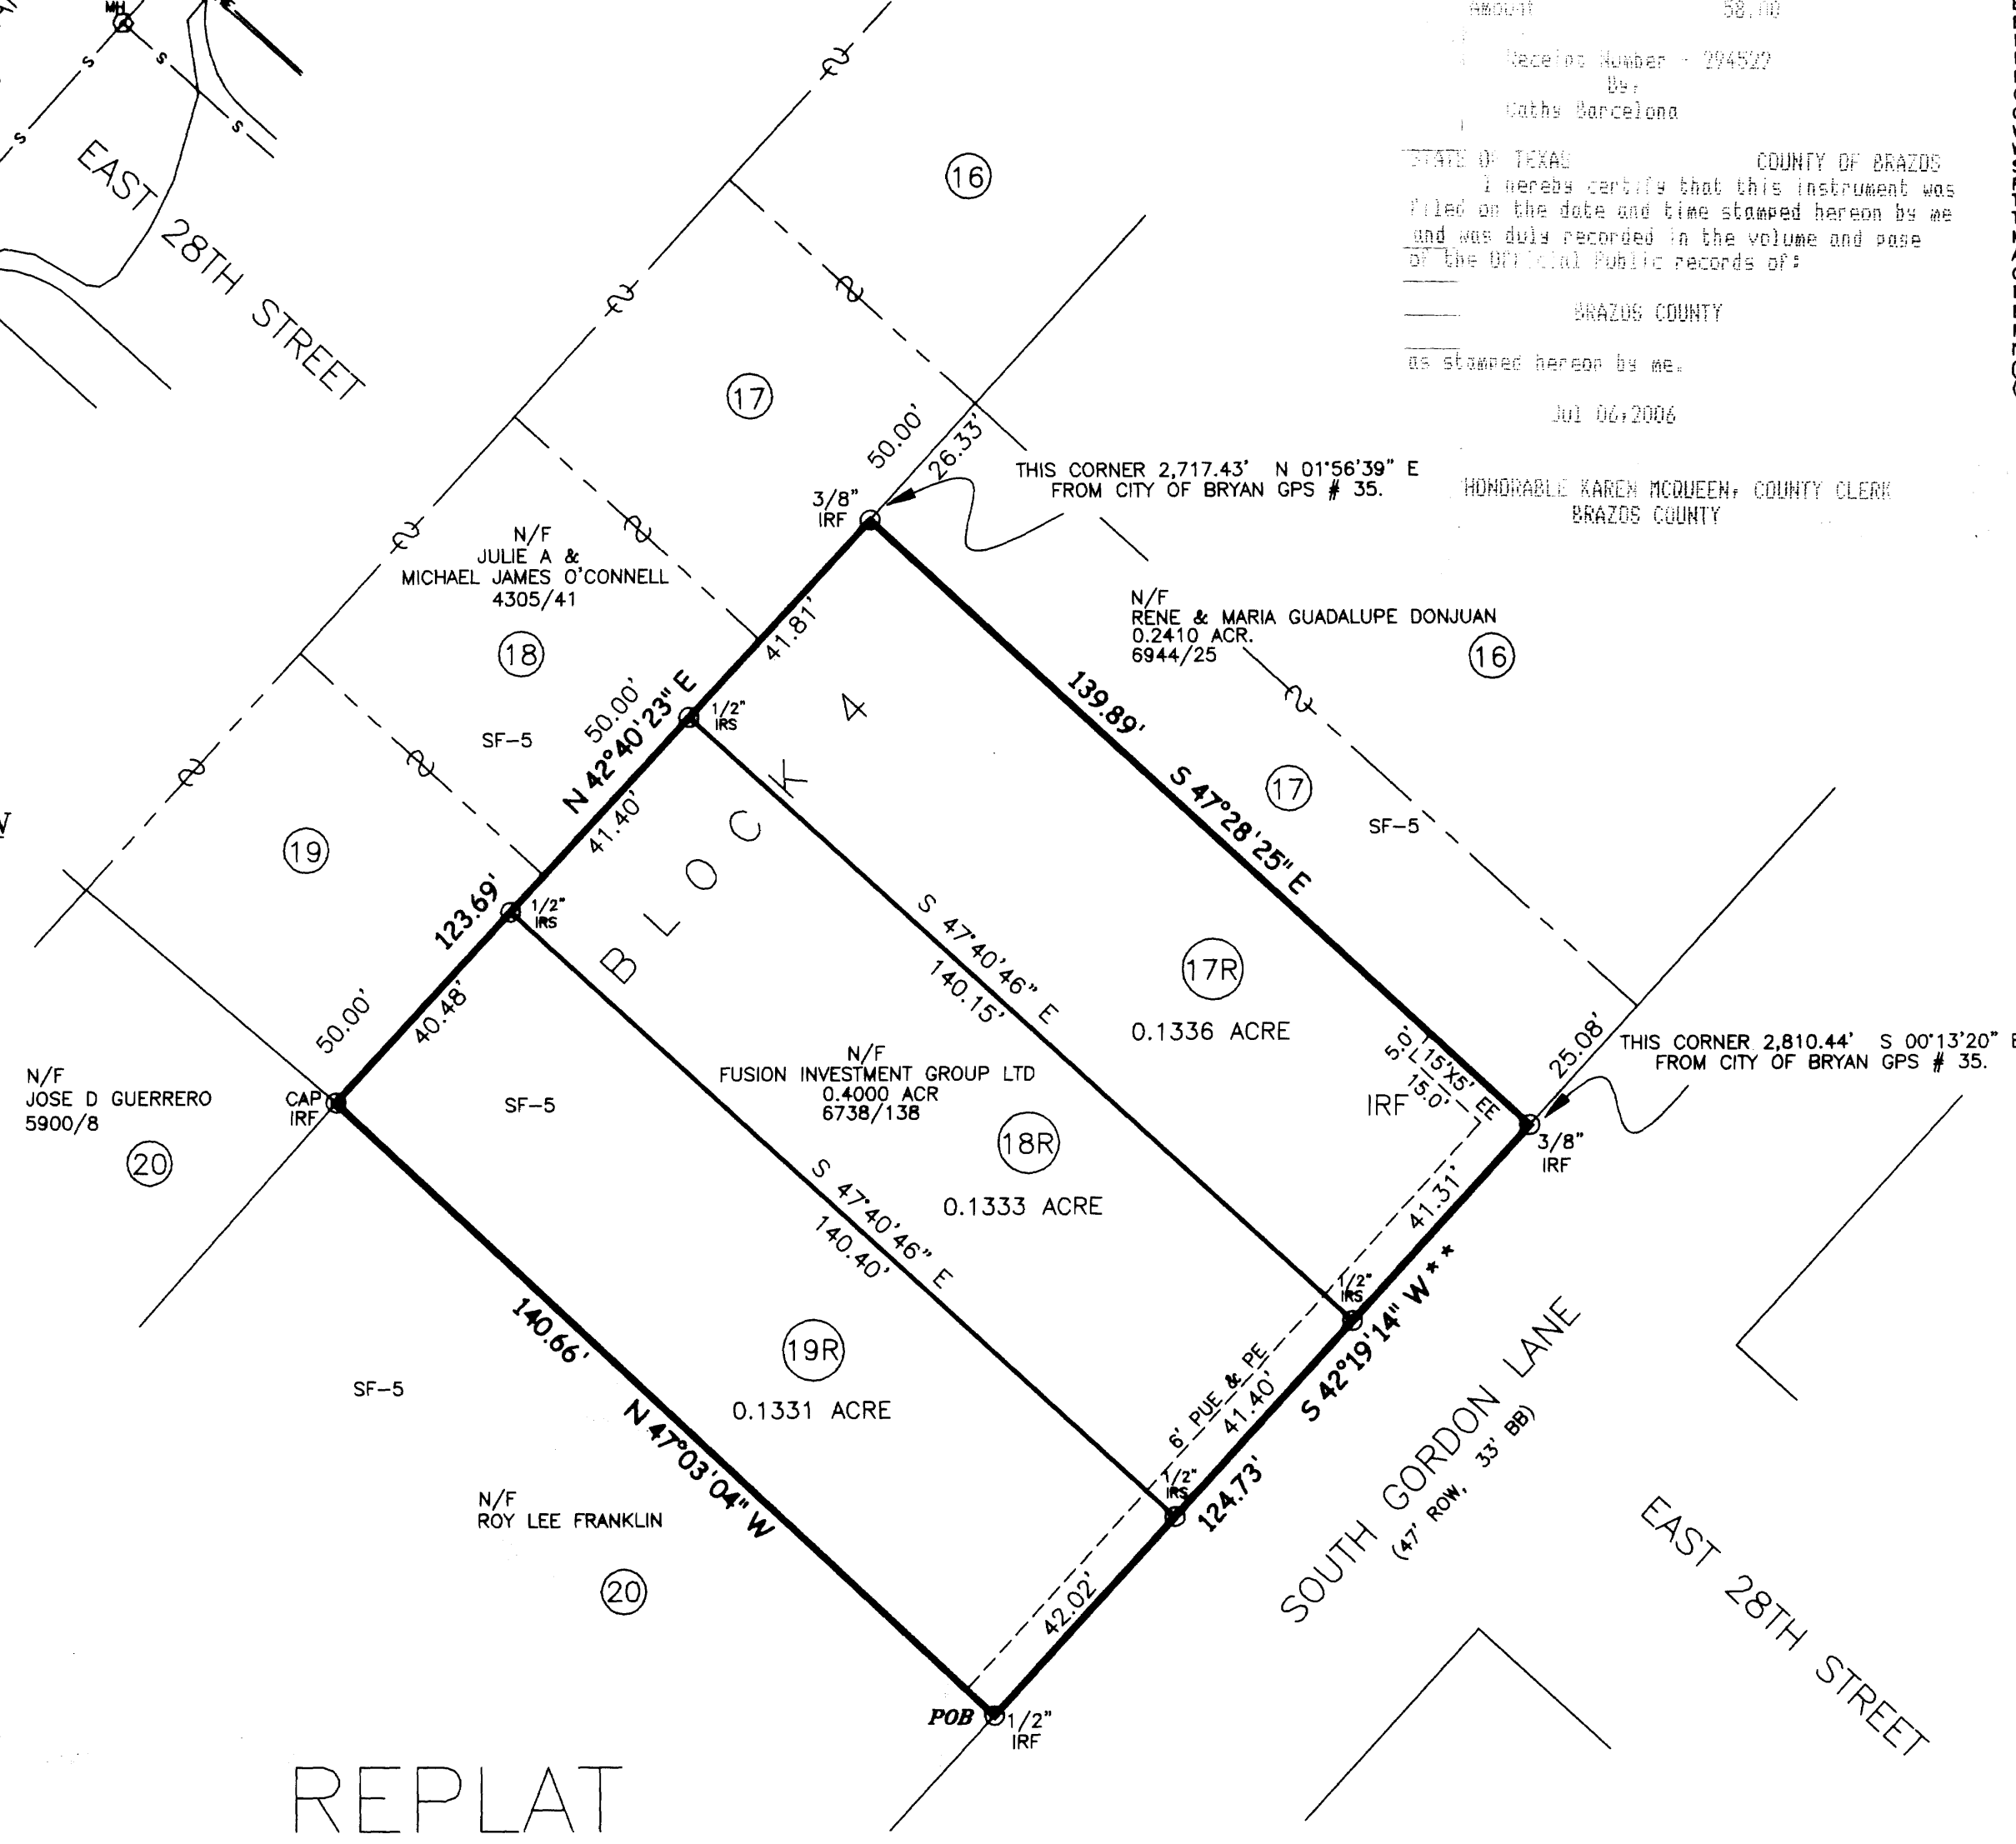 Amount 58.00
Receipt Number - 294529
By,
Cathy Barcelona
STATE OF TEXAS COUNTY OF BRAZOS
I hereby certify that this instrument was
filed on the date and time stamped hereon by me
and was duly recorded in the volume and page
of the Official Public records of:
BRAZOS COUNTY
as stamped hereon by me.
Jul 06,2006
HONORABLE KAREN MCQUEEN, COUNTY CLERK
BRAZOS COUNTY
MH
S
S
S
S
EAST 28TH STREET
16
17
50.00'
26.33'
THIS CORNER 2,717.43' N 01°56'39" E
FROM CITY OF BRYAN GPS # 35.
3/8"
IRF
N/F
JULIE A &
MICHAEL JAMES O'CONNELL
4305/41
18
SF-5
50.00'
41.81'
N/F
RENE & MARIA GUADALUPE DONJUAN
0.2410 ACR.
6944/25
16
139.89'
S 47°28'25" E
17
SF-5
N 42°40'23" E
1/2"
IRS
41.40'
BLOCK 4
19
123.69'
1/2"
IRS
50.00'
40.48'
S 47°40'46" E
140.15'
17R
0.1336 ACRE
5.0'
15'X5' EE
15.0'
IRF
25.08'
THIS CORNER 2,810.44' S 00°13'20" E
FROM CITY OF BRYAN GPS # 35.
3/8"
IRF
N/F
JOSE D GUERRERO
5900/8
20
CAP
IRF
SF-5
N/F
FUSION INVESTMENT GROUP LTD
0.4000 ACR
6738/138
18R
0.1333 ACRE
S 47°40'46" E
140.40'
41.31'
S 42°19'14" W **
1/2"
IRS
19R
0.1331 ACRE
140.66'
N 47°03'04" W
SF-5
6' PUE & PE
41.40'
1/2"
IRS
124.73'
SOUTH GORDON LANE
(47' ROW, 33' BB)
EAST 28TH STREET
N/F
ROY LEE FRANKLIN
20
42.02'
POB
1/2"
IRF
REPLAT